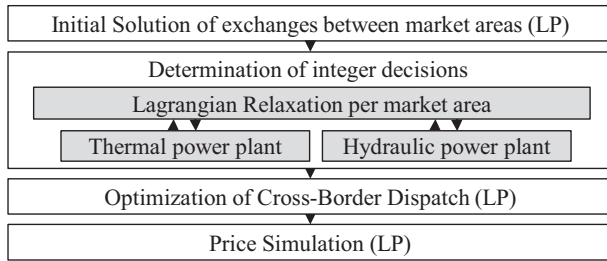 Initial Solution of exchanges between market areas (LP)
Determination of integer decisions
Lagrangian Relaxation per market area
Thermal power plant
Hydraulic power plant
Optimization of Cross-Border Dispatch (LP)
Price Simulation (LP)